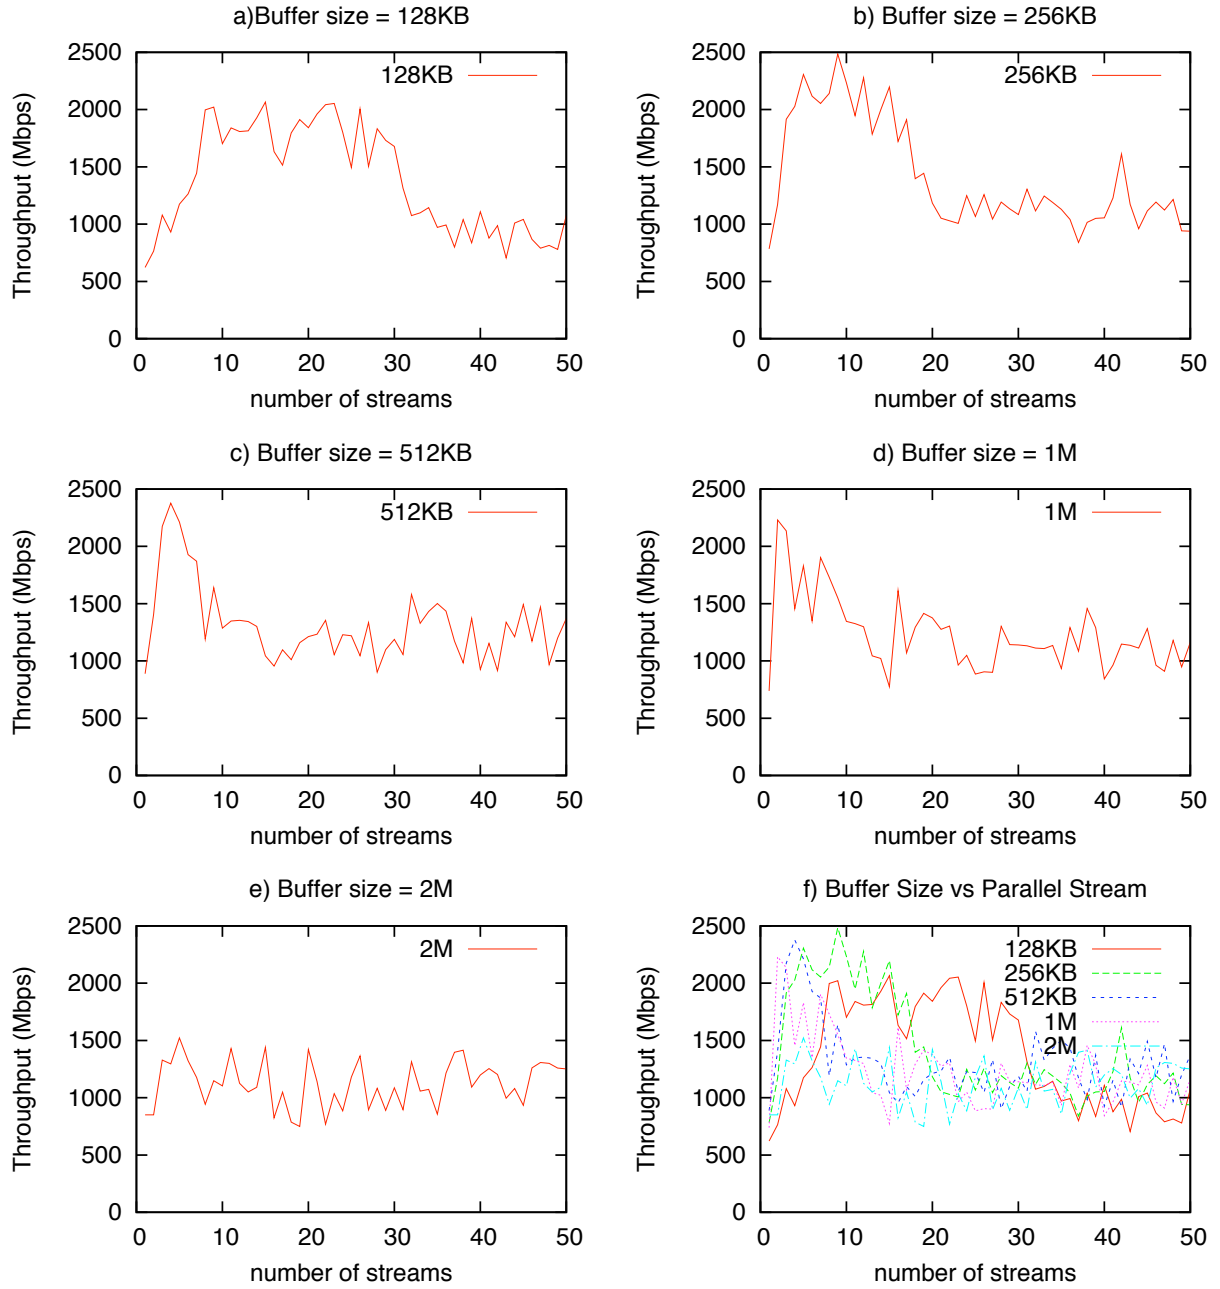 a)Buffer size = 128KB
2500
2000
1500
1000
500
0
Throughput (Mbps)
128KB
0 10 20 30 40 50
number of streams
b) Buffer size = 256KB
2500
2000
1500
1000
500
0
Throughput (Mbps)
256KB
0 10 20 30 40 50
number of streams
c) Buffer size = 512KB
2500
2000
1500
1000
500
0
Throughput (Mbps)
512KB
0 10 20 30 40 50
number of streams
d) Buffer size = 1M
2500
2000
1500
1000
500
0
Throughput (Mbps)
1M
0 10 20 30 40 50
number of streams
e) Buffer size = 2M
2500
2000
1500
1000
500
0
Throughput (Mbps)
2M
0 10 20 30 40 50
number of streams
f) Buffer Size vs Parallel Stream
2500
2000
1500
1000
500
0
Throughput (Mbps)
128KB
256KB
512KB
1M
2M
0 10 20 30 40 50
number of streams